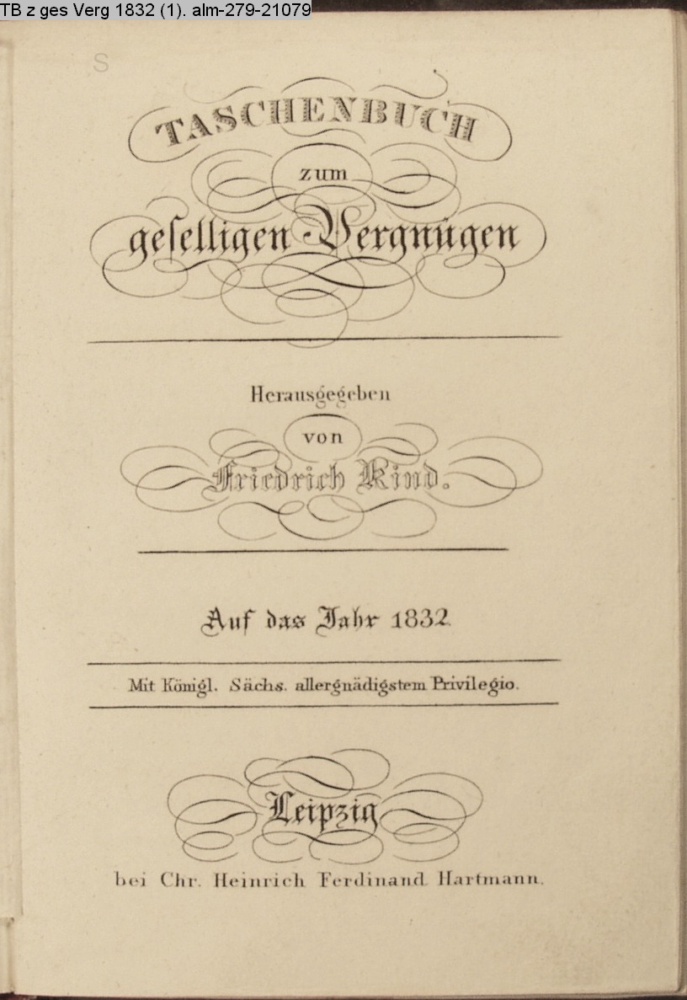 TB z ges Verg 1832 (1). alm-279-21079
S
TASCHENBUCH
zum
geselligen Vergnügen
Herausgegeben
von
Friedrich Kind.
Auf das Jahr 1832.
Mit Königl. Sächs. allergnädigstem Privilegio.
Leipzig
bei Chr. Heinrich Ferdinand Hartmann.